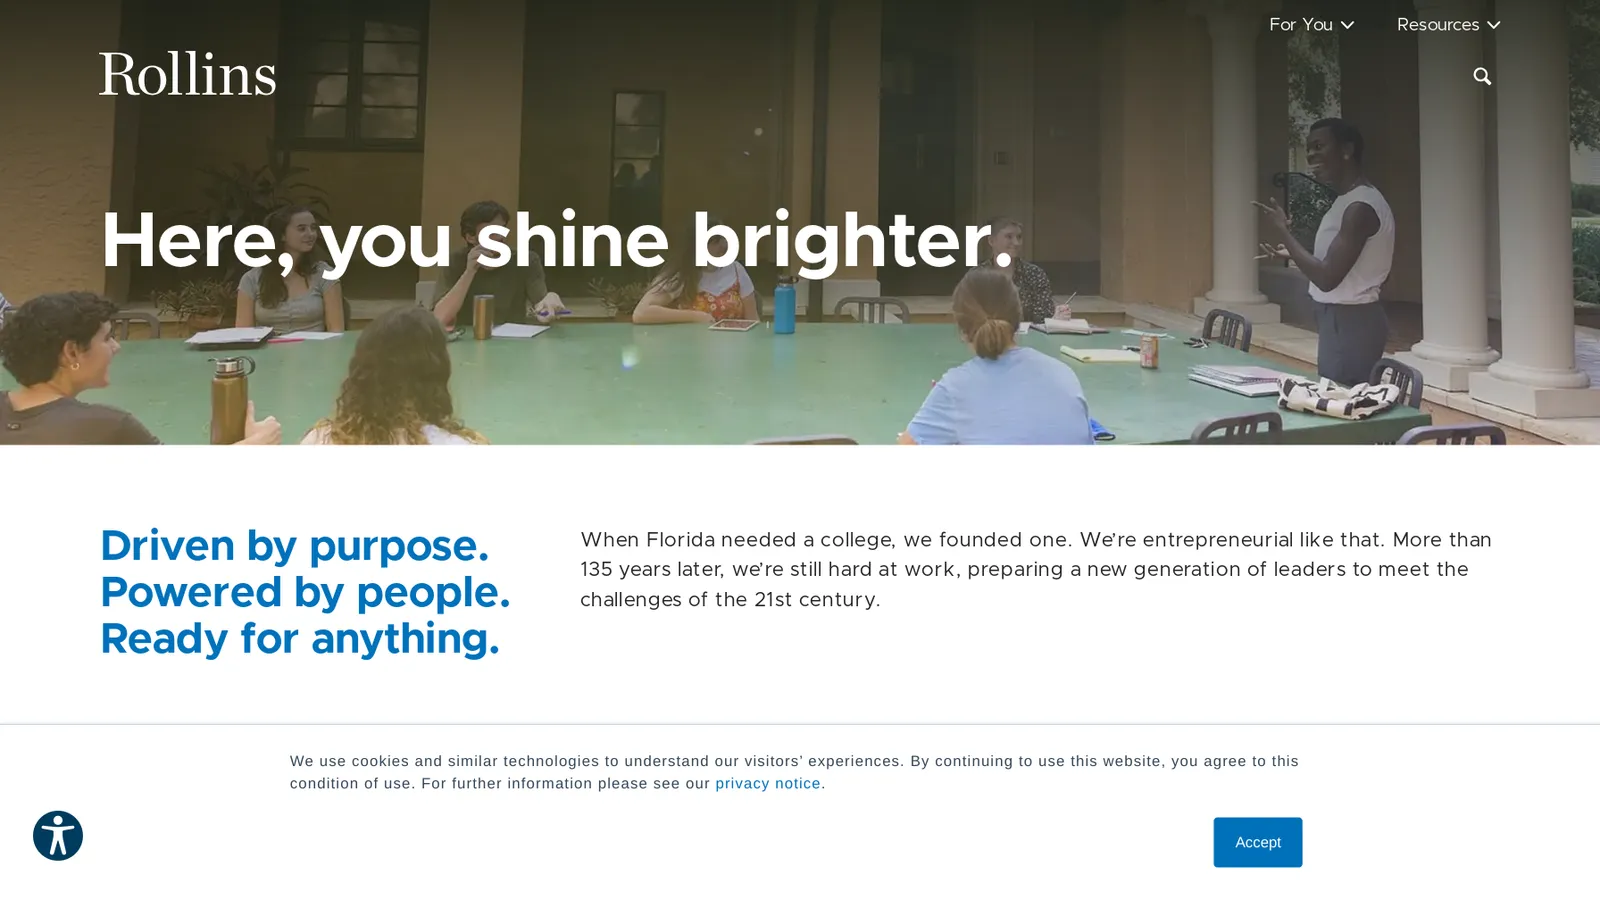 For You
Resources
Rollins
Here, you shine brighter.
Driven by purpose.
Powered by people.
Ready for anything.
When Florida needed a college, we founded one. We’re entrepreneurial like that. More than
135 years later, we’re still hard at work, preparing a new generation of leaders to meet the
challenges of the 21st century.
We use cookies and similar technologies to understand our visitors’ experiences. By continuing to use this website, you agree to this
condition of use. For further information please see our privacy notice.
Accept